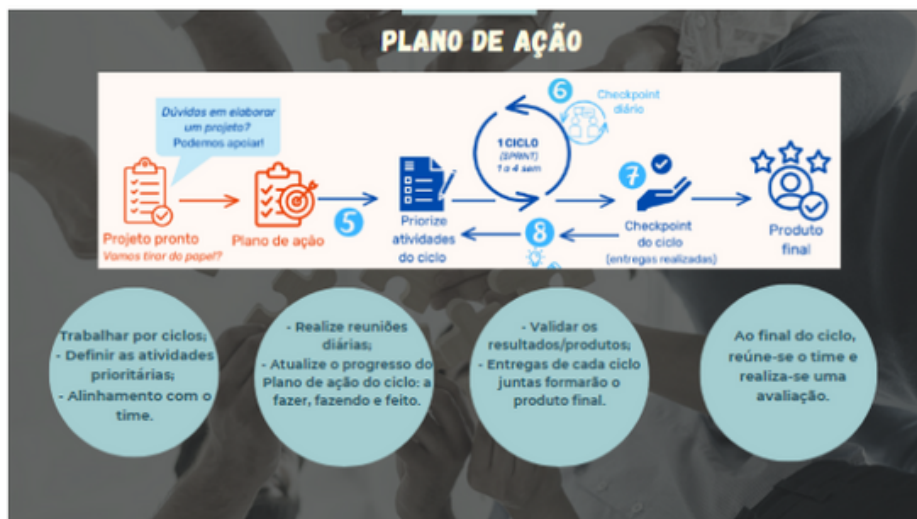 PLANO DE AÇÃO
Dúvidas em elaborar
um projeto?
Podemos apoiar!
6
Checkpoint
diário
1 CICLO
(SPRINT)
1 a 4 sem
7
5
8
Projeto pronto
Vamos tirar do papel?
Plano de ação
Priorize
atividades
do ciclo
Checkpoint
do ciclo
(entregas realizadas)
Produto
final
Trabalhar por ciclos;
- Definir as atividades
prioritárias;
- Alinhamento com o
time.
- Realize reuniões
diárias;
- Atualize o progresso do
Plano de ação do ciclo: a
fazer, fazendo e feito.
- Validar os
resultados/produtos;
- Entregas de cada ciclo
juntas formarão o
produto final.
Ao final do ciclo,
reúne-se o time e
realiza-se uma
avaliação.